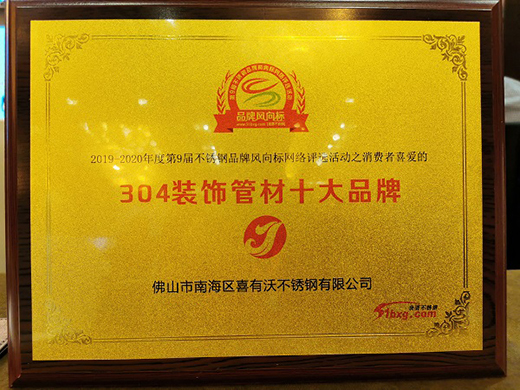 品牌风向标
2019-2020年度第9届不锈钢品牌风向标网络评选活动之消费者喜爱的
304装饰管材十大品牌
佛山市南海区喜有沃不锈钢有限公司
51bxg.com